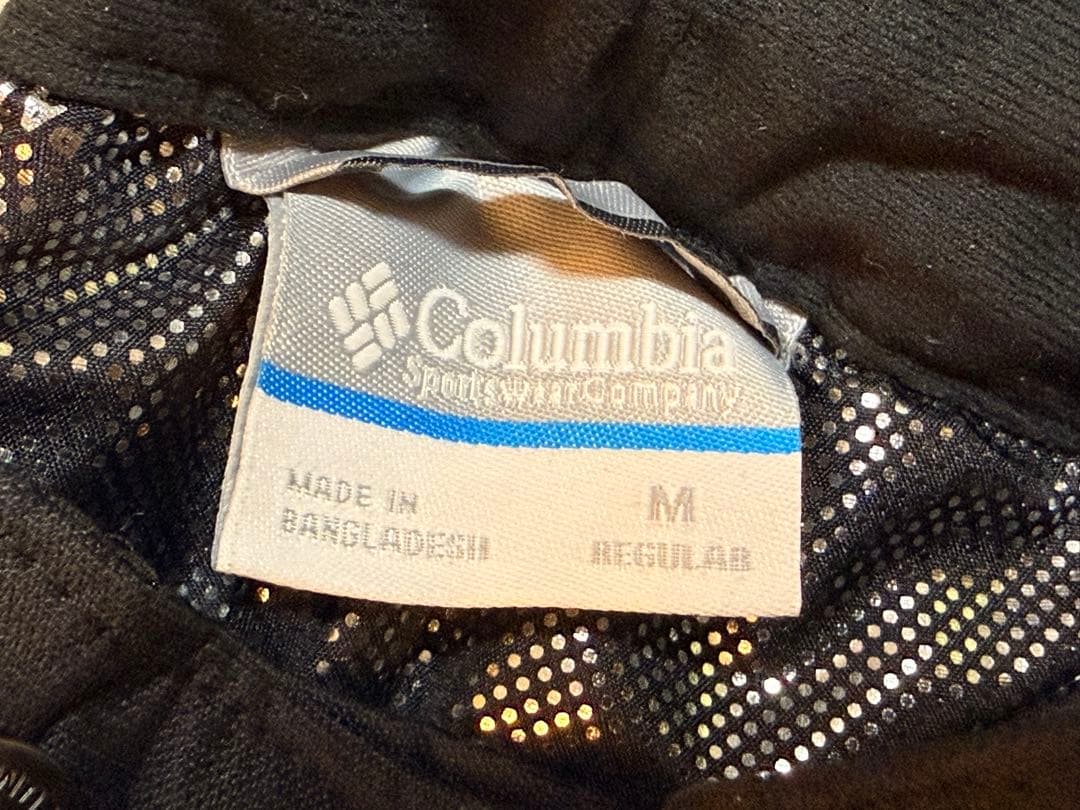 Columbia
Sportswear Company
MADE IN
BANGLADESH
M
REGULAR